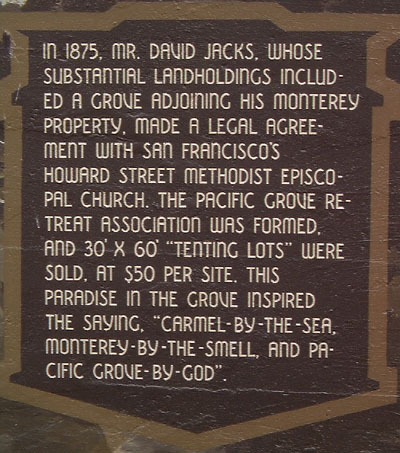 IN 1875, MR. DAVID JACKS, WHOSE
SUBSTANTIAL LANDHOLDINGS INCLUD-
ED A GROVE ADJOINING HIS MONTEREY
PROPERTY, MADE A LEGAL AGREE-
MENT WITH SAN FRANCISCO'S
HOWARD STREET METHODIST EPISCO-
PAL CHURCH. THE PACIFIC GROVE RE-
TREAT ASSOCIATION WAS FORMED,
AND 30' X 60' "TENTING LOTS" WERE
SOLD, AT $50 PER SITE. THIS
PARADISE IN THE GROVE INSPIRED
THE SAYING, "CARMEL-BY-THE-SEA,
MONTEREY-BY-THE-SMELL, AND PA-
CIFIC GROVE-BY-GOD".